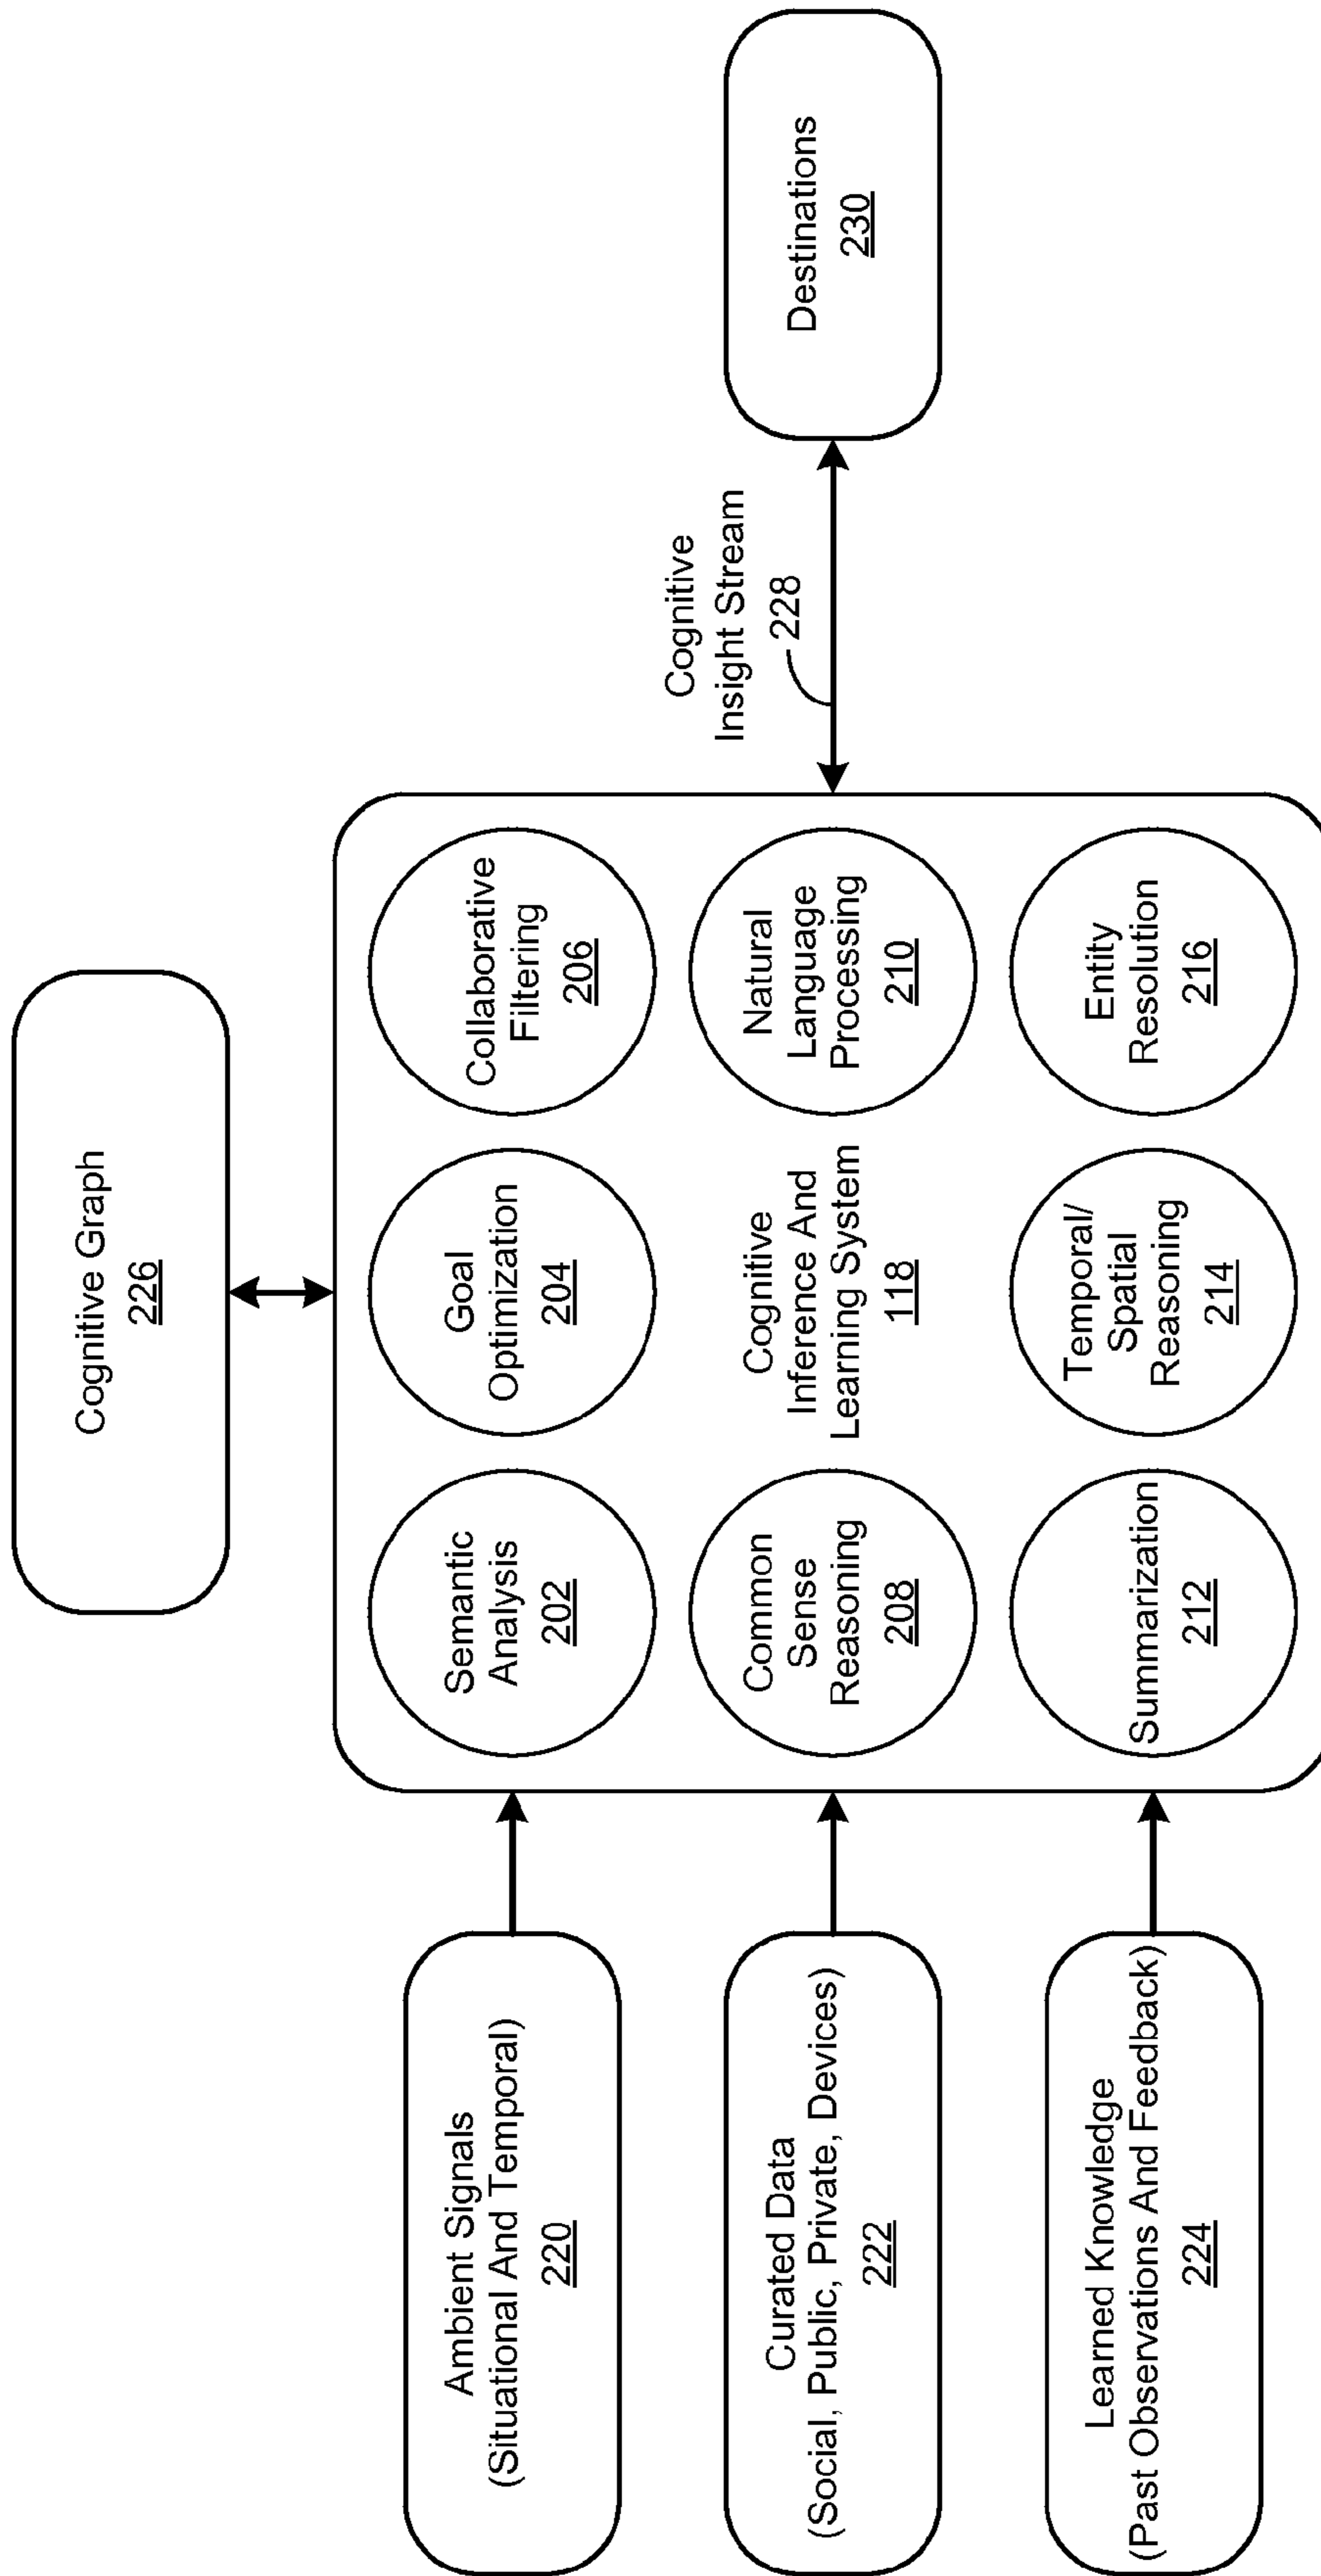 Cognitive Graph
226
Ambient Signals
(Situational And Temporal)
220
Curated Data
(Social, Public, Private, Devices)
222
Learned Knowledge
(Past Observations And Feedback)
224
Semantic
Analysis
202
Goal
Optimization
204
Collaborative
Filtering
206
Common
Sense
Reasoning
208
Cognitive
Inference And
Learning System
118
Natural
Language
Processing
210
Summarization
212
Temporal/
Spatial
Reasoning
214
Entity
Resolution
216
Cognitive
Insight Stream
228
Destinations
230